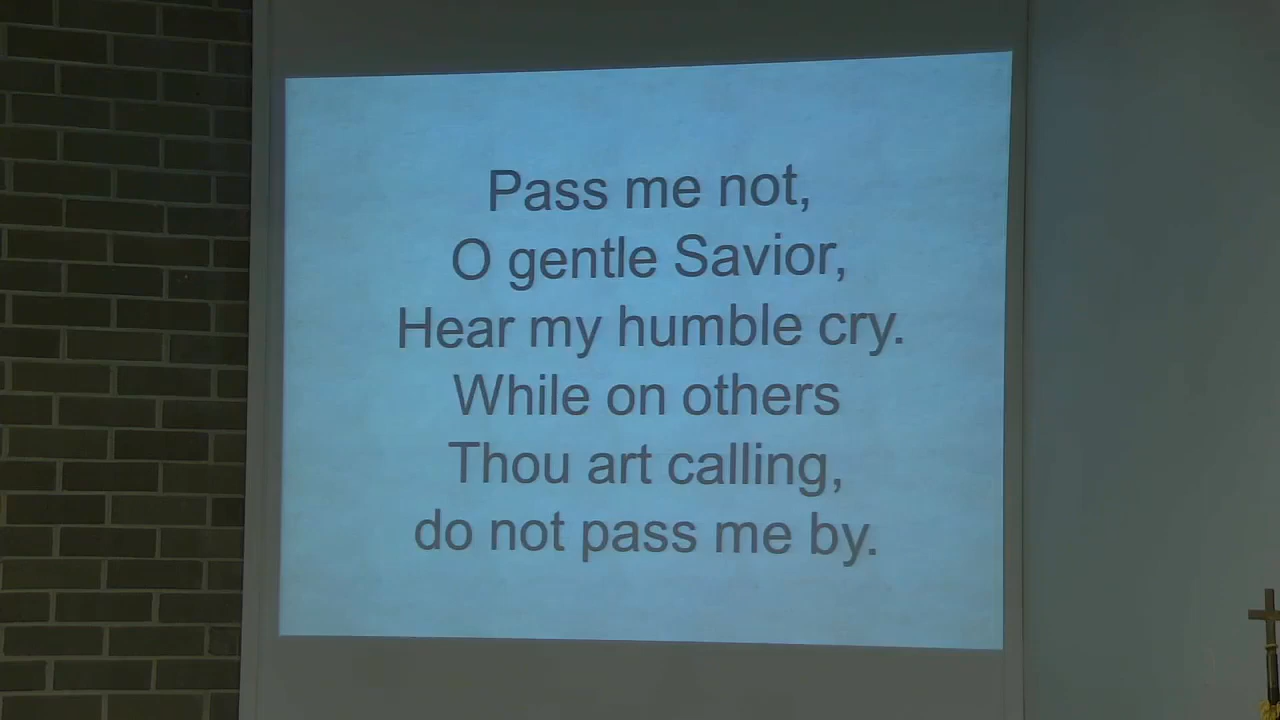 Pass me not,
O gentle Savior,
Hear my humble cry.
While on others
Thou art calling,
do not pass me by.